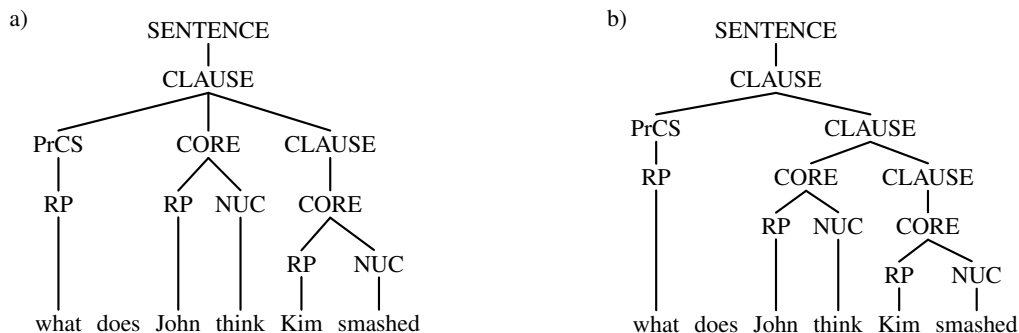 a)
SENTENCE
CLAUSE
PrCS CORE CLAUSE
RP RP NUC CORE
RP NUC
what does John think Kim smashed
b)
SENTENCE
CLAUSE
PrCS CLAUSE
RP CORE CLAUSE
RP NUC CORE
RP NUC
what does John think Kim smashed